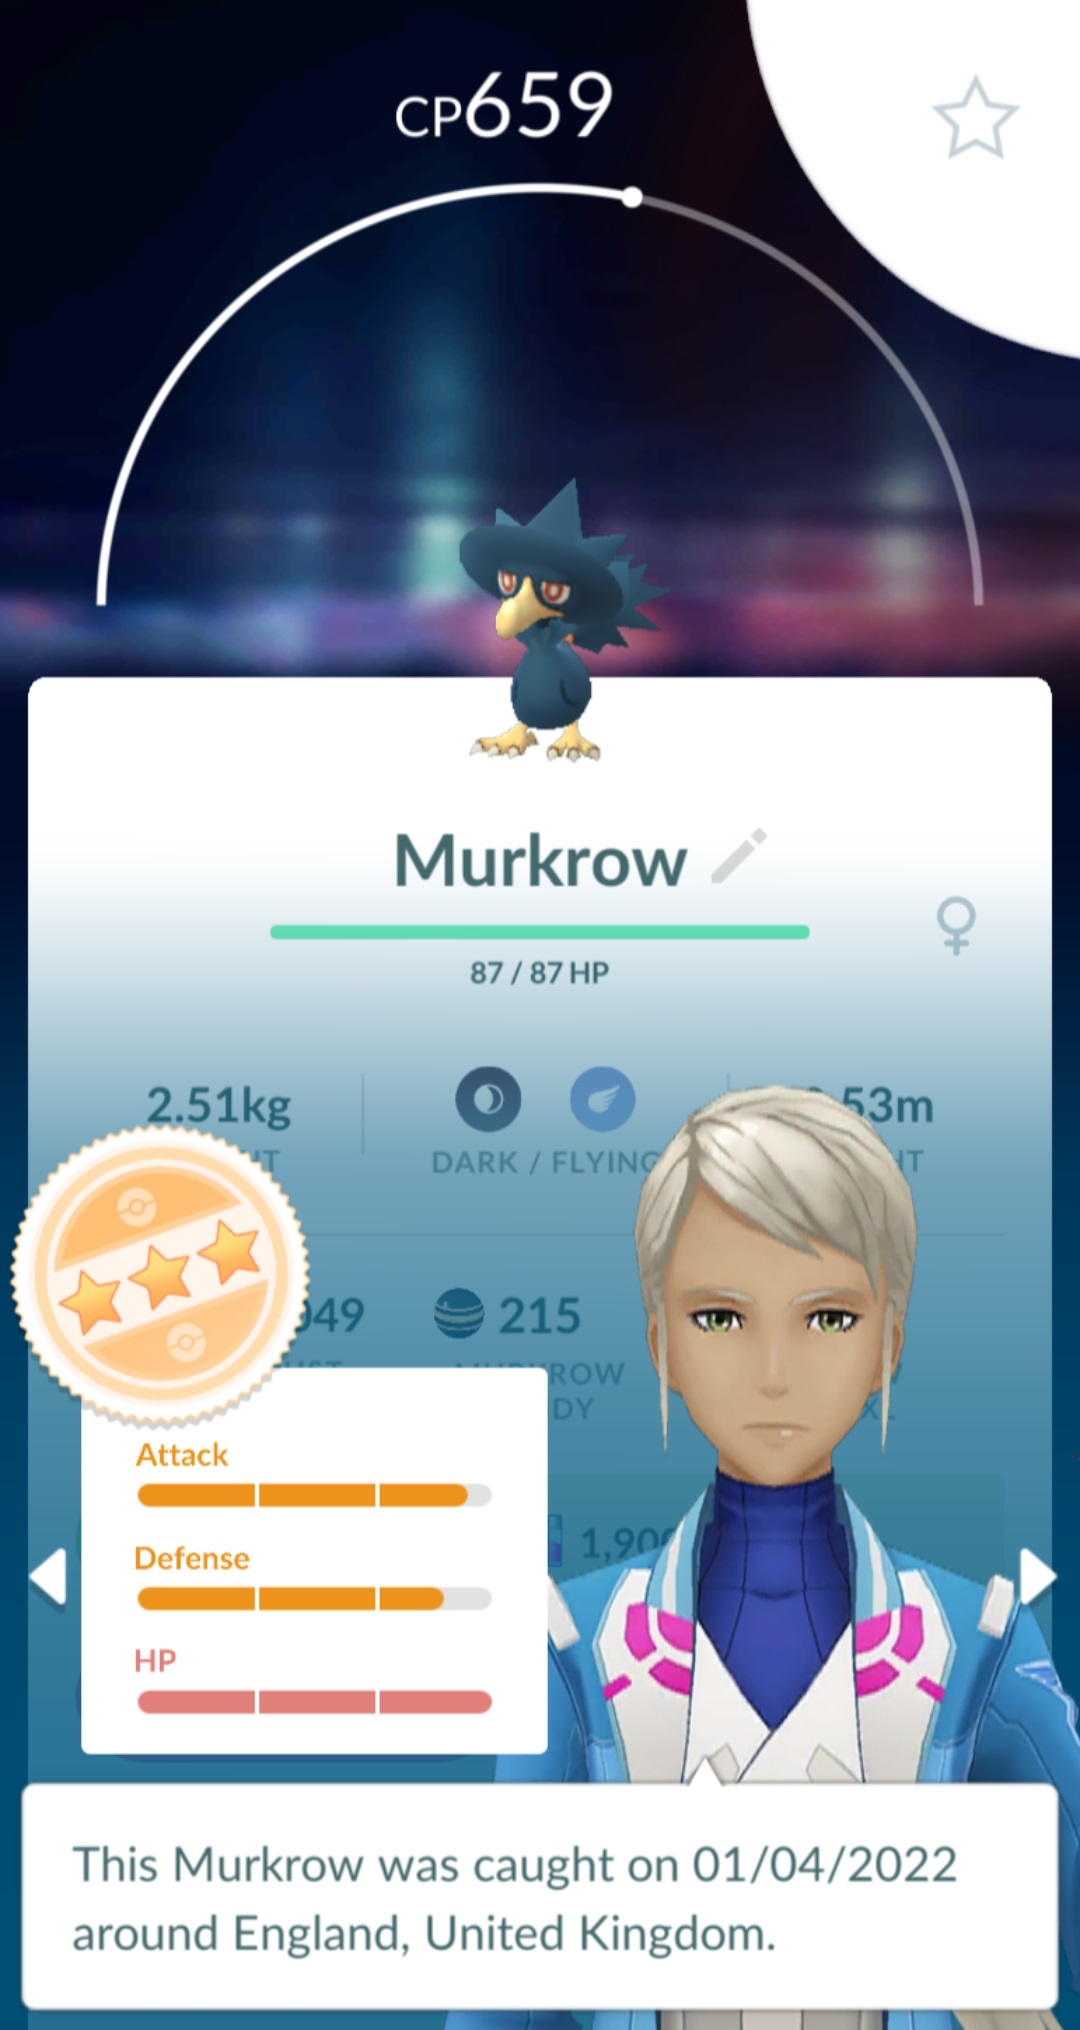 CP659
Murkrow
87 / 87 HP
2.51kg
DARK / FLYING
53m
215
Attack
Defense
HP
This Murkrow was caught on 01/04/2022
around England, United Kingdom.